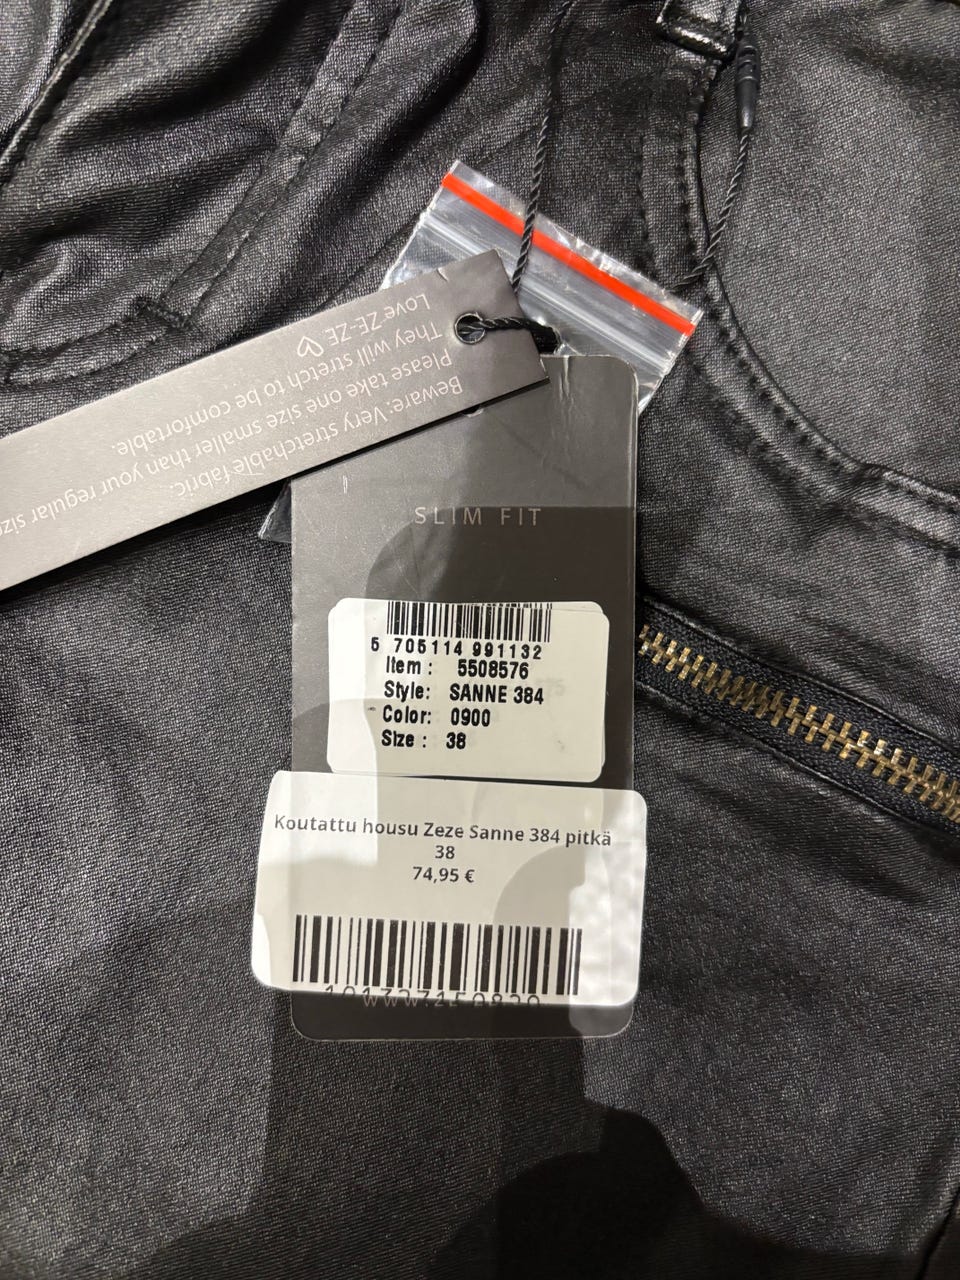 Beware: Very stretchable fabric.
Please take one size smaller than your regular size
They will stretch to be comfortable.
Love ZE-ZE ♡
SLIM FIT
5 705114 991132
Item : 5508576
Style: SANNE 384
Color: 0900
Size : 38
Koutattu housu Zeze Sanne 384 pitkä
38
74,95 €